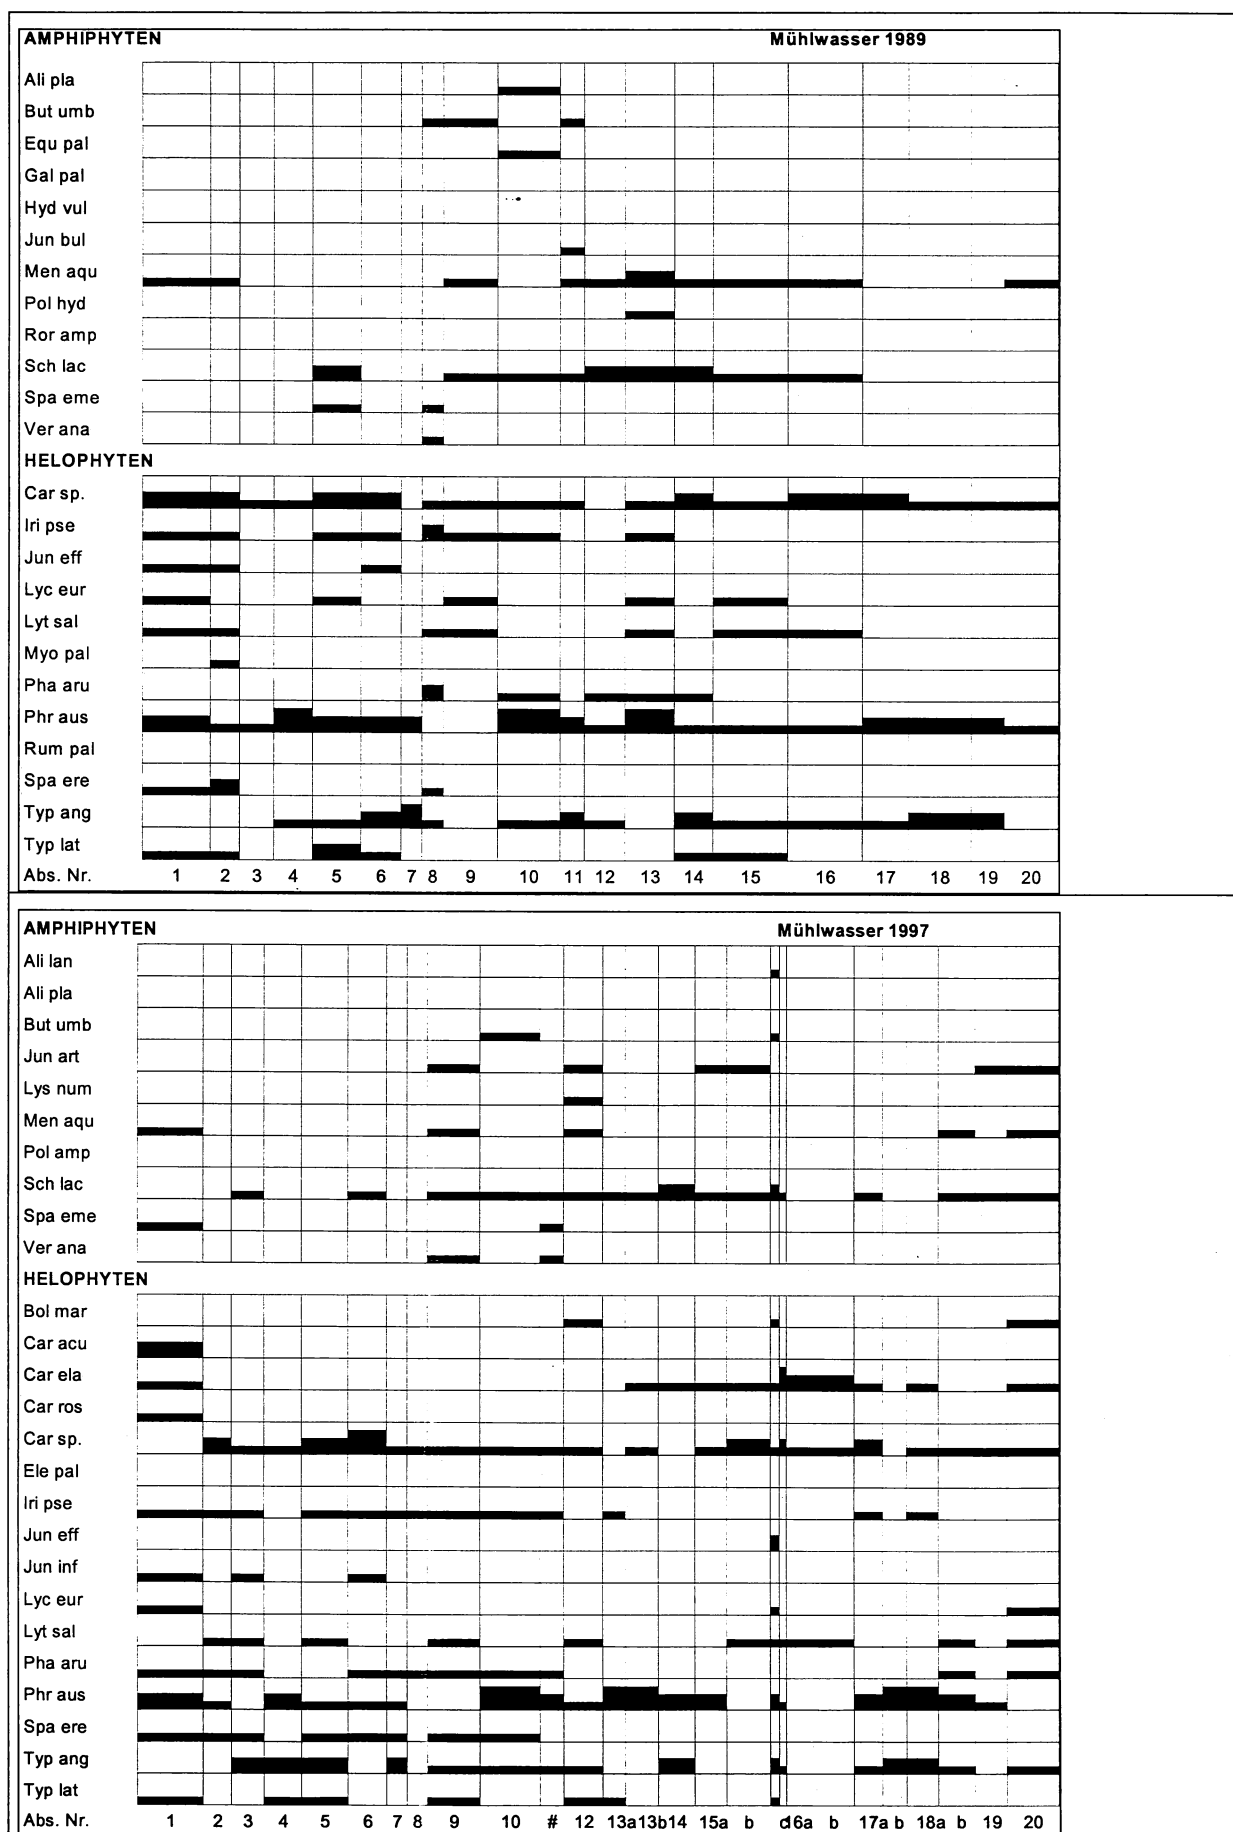 AMPHIPHYTEN Mühlwasser 1989
Ali pla
But umb
Equ pal
Gal pal
Hyd vul
Jun bul
Men aqu
Pol hyd
Ror amp
Sch lac
Spa eme
Ver ana
HELOPHYTEN
Car sp.
Iri pse
Jun eff
Lyc eur
Lyt sal
Myo pal
Pha aru
Phr aus
Rum pal
Spa ere
Typ ang
Typ lat
Abs. Nr. 1 2 3 4 5 6 7 8 9 10 11 12 13 14 15 16 17 18 19 20
AMPHIPHYTEN Mühlwasser 1997
Ali lan
Ali pla
But umb
Jun art
Lys num
Men aqu
Pol amp
Sch lac
Spa eme
Ver ana
HELOPHYTEN
Bol mar
Car acu
Car ela
Car ros
Car sp.
Ele pal
Iri pse
Jun eff
Jun inf
Lyc eur
Lyt sal
Pha aru
Phr aus
Spa ere
Typ ang
Typ lat
Abs. Nr. 1 2 3 4 5 6 7 8 9 10 # 12 13a 13b 14 15a b c 16a b 17a b 18a b 19 20